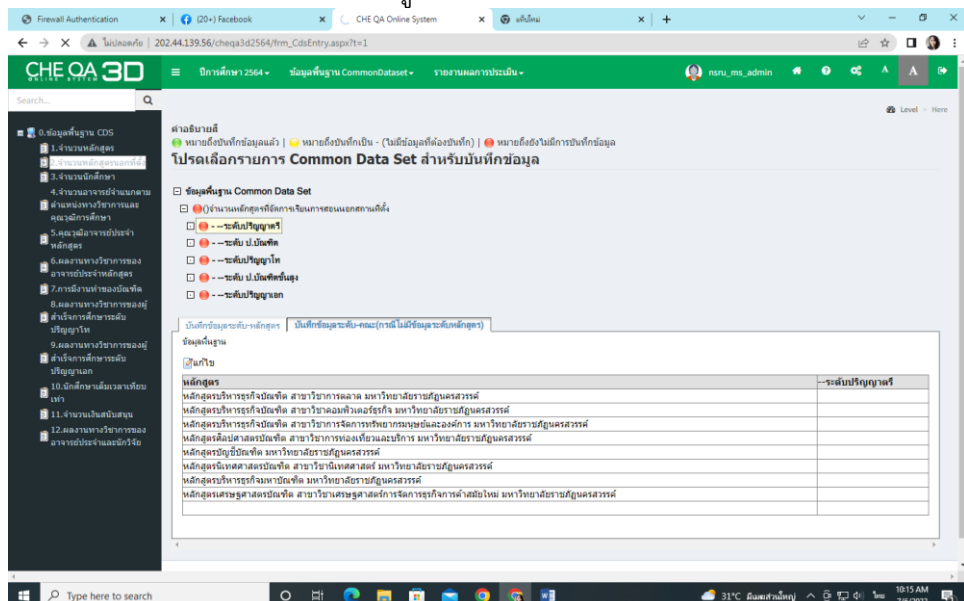 Firewall Authentication
(20+) Facebook
CHE QA Online System
แท็บใหม่
ไม่ปลอดภัย | 202.44.139.56/cheqa3d2564/frm_CdsEntry.aspx?t=1
CHE QA 3D
ONLINE SYSTEM
ปีการศึกษา 2564
ข้อมูลพื้นฐาน CommonDataset
รายงานผลการประเมิน
nsru_ms_admin
A
A
Search...
Level > Here
0.ข้อมูลพื้นฐาน CDS
1.จำนวนหลักสูตร
2.จำนวนหลักสูตรนอกที่ตั้ง
3.จำนวนนักศึกษา
4.จำนวนอาจารย์จำแนกตาม
ตำแหน่งทางวิชาการและ
คุณวุฒิการศึกษา
5.คุณวุฒิอาจารย์ประจำ
หลักสูตร
6.ผลงานทางวิชาการของ
อาจารย์ประจำหลักสูตร
7.การมีงานทำของบัณฑิต
8.ผลงานทางวิชาการของผู้
สำเร็จการศึกษาระดับ
ปริญญาโท
9.ผลงานทางวิชาการของผู้
สำเร็จการศึกษาระดับ
ปริญญาเอก
10.นักศึกษาเต็มเวลาเทียบ
เท่า
11.จำนวนเงินสนับสนุน
12.ผลงานทางวิชาการของ
อาจารย์ประจำและนักวิจัย
คำอธิบายสี
หมายถึงบันทึกข้อมูลแล้ว | หมายถึงบันทึกเป็น - (ไม่มีข้อมูลที่ต้องบันทึก) | หมายถึงยังไม่มีการบันทึกข้อมูล
โปรดเลือกรายการ Common Data Set สำหรับบันทึกข้อมูล
ข้อมูลพื้นฐาน Common Data Set
()จำนวนหลักสูตรที่จัดการเรียนการสอนนอกสถานที่ตั้ง
- --ระดับปริญญาตรี
- --ระดับ ป.บัณฑิต
- --ระดับปริญญาโท
- --ระดับ ป.บัณฑิตขั้นสูง
- --ระดับปริญญาเอก
บันทึกข้อมูลระดับ-หลักสูตร
บันทึกข้อมูลระดับ-คณะ(กรณีไม่มีข้อมูลระดับหลักสูตร)
ข้อมูลพื้นฐาน
แก้ไข
หลักสูตร
--ระดับปริญญาตรี
หลักสูตรบริหารธุรกิจบัณฑิต สาขาวิชาการตลาด มหาวิทยาลัยราชภัฏนครสวรรค์
หลักสูตรบริหารธุรกิจบัณฑิต สาขาวิชาคอมพิวเตอร์ธุรกิจ มหาวิทยาลัยราชภัฏนครสวรรค์
หลักสูตรบริหารธุรกิจบัณฑิต สาขาวิชาการจัดการทรัพยากรมนุษย์และองค์การ มหาวิทยาลัยราชภัฏนครสวรรค์
หลักสูตรศิลปศาสตรบัณฑิต สาขาวิชาการท่องเที่ยวและบริการ มหาวิทยาลัยราชภัฏนครสวรรค์
หลักสูตรบัญชีบัณฑิต มหาวิทยาลัยราชภัฏนครสวรรค์
หลักสูตรนิเทศศาสตรบัณฑิต สาขาวิชานิเทศศาสตร์ มหาวิทยาลัยราชภัฏนครสวรรค์
หลักสูตรบริหารธุรกิจมหาบัณฑิต มหาวิทยาลัยราชภัฏนครสวรรค์
หลักสูตรเศรษฐศาสตรบัณฑิต สาขาวิชาเศรษฐศาสตร์การจัดการธุรกิจการค้าสมัยใหม่ มหาวิทยาลัยราชภัฏนครสวรรค์
Type here to search
31°C มีแดดส่วนใหญ่
ไทย
10:15 AM